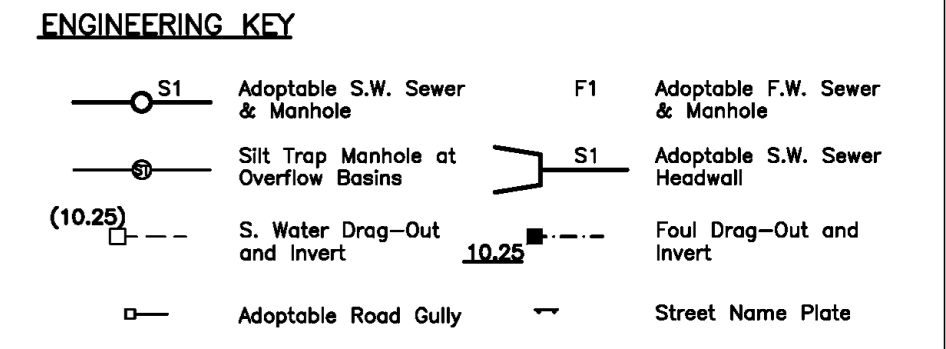 ENGINEERING KEY
S1
Adoptable S.W. Sewer
& Manhole
F1
Adoptable F.W. Sewer
& Manhole
ST
Silt Trap Manhole at
Overflow Basins
S1
Adoptable S.W. Sewer
Headwall
(10.25)
S. Water Drag-Out
and Invert
10.25
Foul Drag-Out and
Invert
Adoptable Road Gully
Street Name Plate